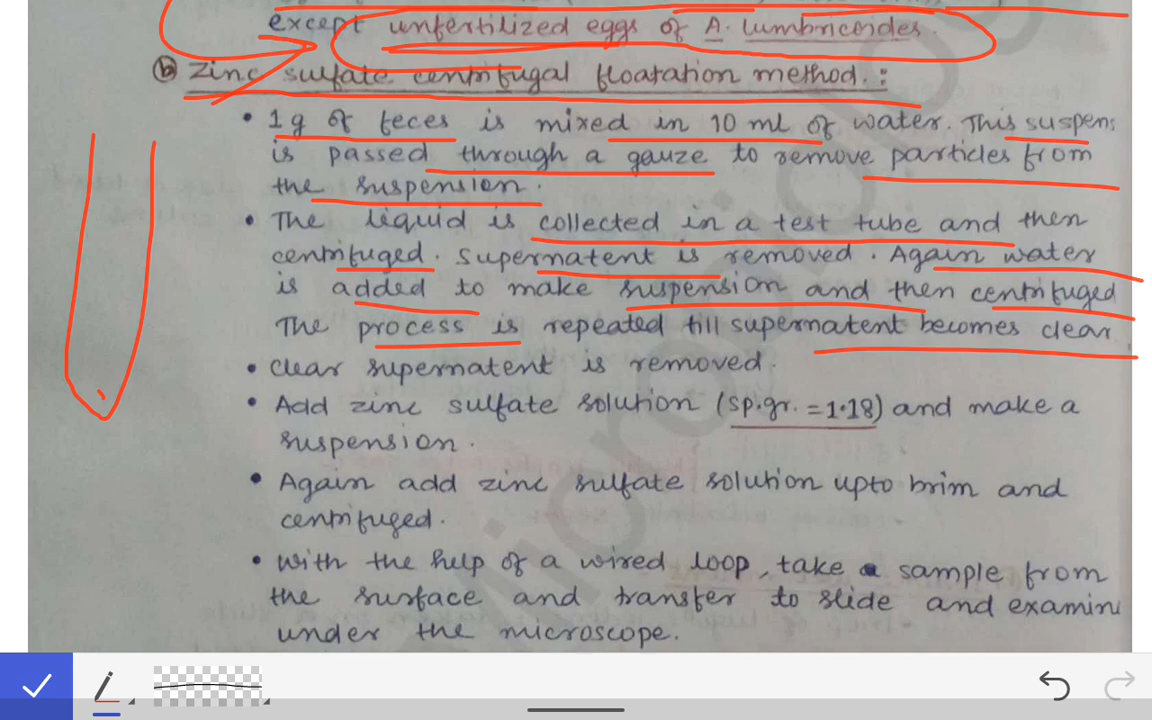 except unfertilized eggs of A. lumbricoides.
ⓑ Zinc sulfate centrifugal floatation method. :
• 1 g of feces is mixed in 10 ml of water. This suspens
is passed through a gauze to remove particles from
the suspension.
• The liquid is collected in a test tube and then
centrifuged. Supernatent is removed. Again water
is added to make suspension and then centrifuged
The process is repeated till supernatent becomes clear
• clear supernatent is removed.
• Add zinc sulfate solution (sp.gr. = 1.18) and make a
suspension.
• Again add zinc sulfate solution upto brim and
centrifuged.
• with the help of a wired loop, take a sample from
the surface and transfer to slide and examin
under the microscope.